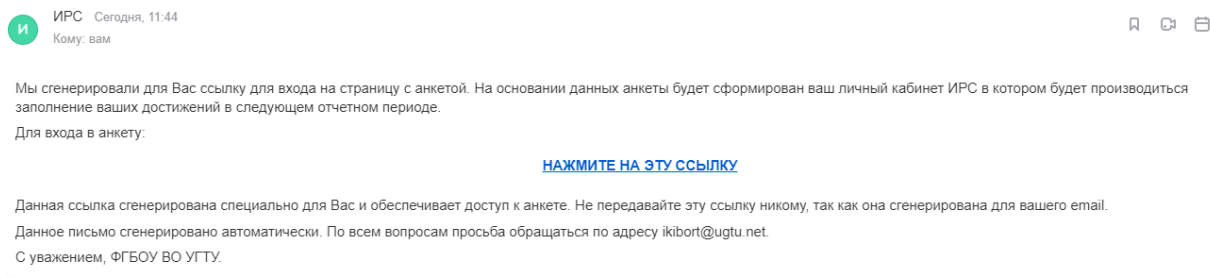 И
ИРС Сегодня, 11:44
Кому: вам
Мы сгенерировали для Вас ссылку для входа на страницу с анкетой. На основании данных анкеты будет сформирован ваш личный кабинет ИРС в котором будет производиться
заполнение ваших достижений в следующем отчетном периоде.
Для входа в анкету:
НАЖМИТЕ НА ЭТУ ССЫЛКУ
Данная ссылка сгенерирована специально для Вас и обеспечивает доступ к анкете. Не передавайте эту ссылку никому, так как она сгенерирована для вашего email.
Данное письмо сгенерировано автоматически. По всем вопросам просьба обращаться по адресу ikibort@ugtu.net.
С уважением, ФГБОУ ВО УГТУ.